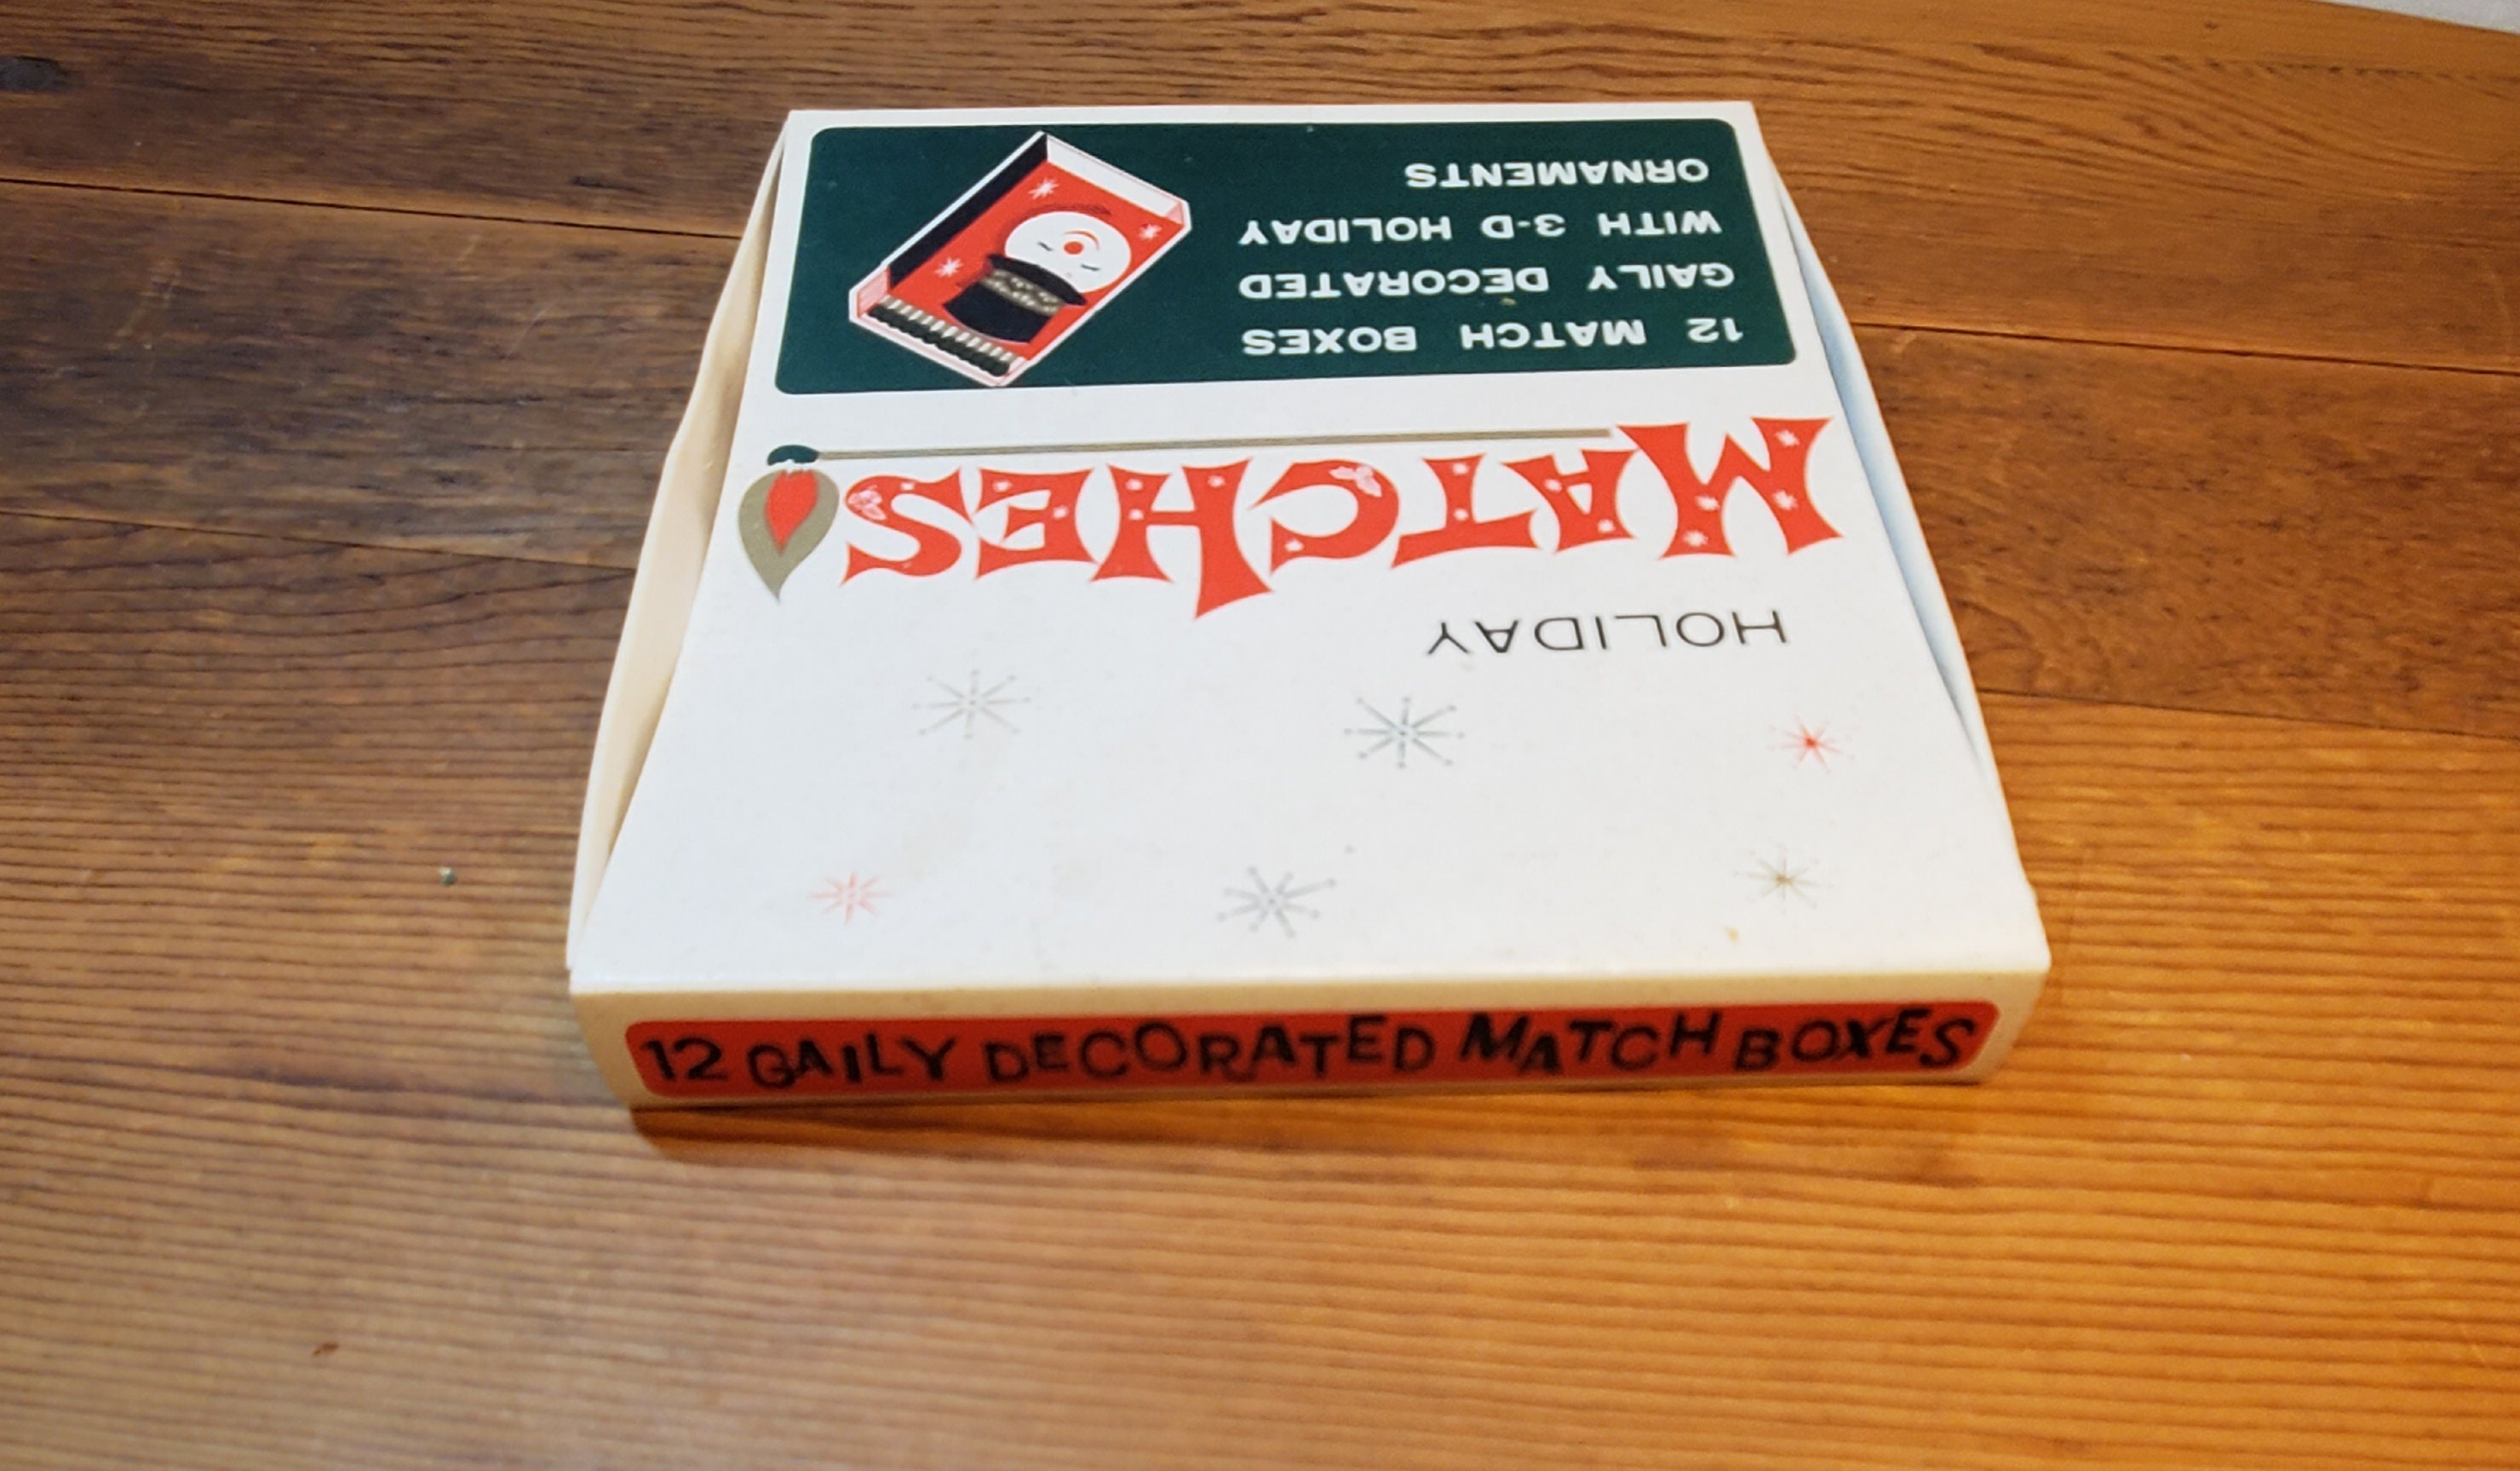 HOLIDAY
MATCHES
12 MATCH BOXES
GAILY DECORATED
WITH 3-D HOLIDAY
ORNAMENTS
12 GAILY DECORATED MATCH BOXES